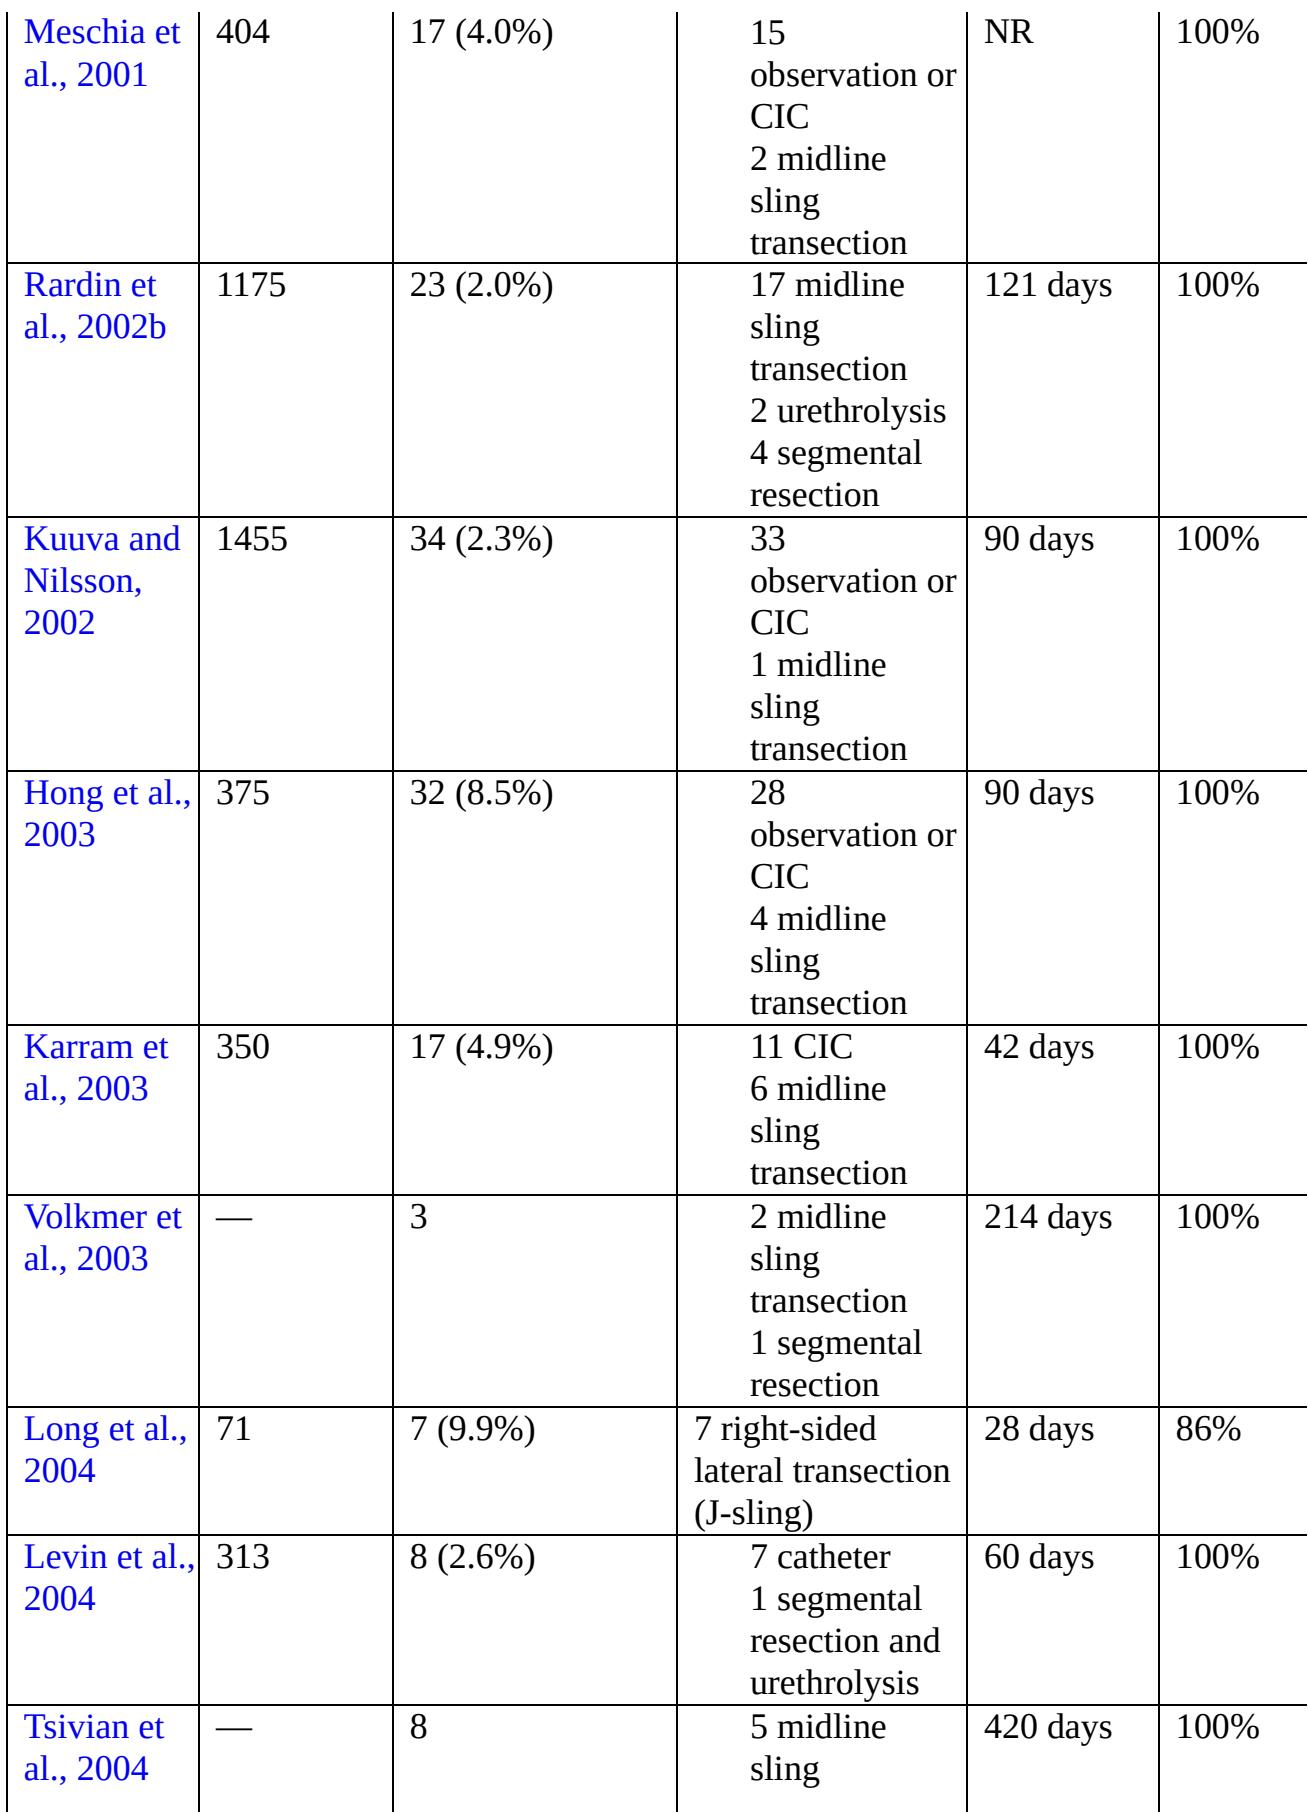 Meschia et 404 17 (4.0%) 15 NR 100%
al., 2001 observation or
CIC
2 midline
sling
transection
Rardin et 1175 23 (2.0%) 17 midline 121 days 100%
al., 2002b sling
transection
2 urethrolysis
4 segmental
resection
Kuuva and 1455 34 (2.3%) 33 90 days 100%
Nilsson, observation or
2002 CIC
1 midline
sling
transection
Hong et al., 375 32 (8.5%) 28 90 days 100%
2003 observation or
CIC
4 midline
sling
transection
Karram et 350 17 (4.9%) 11 CIC 42 days 100%
al., 2003 6 midline
sling
transection
Volkmer et — 3 2 midline 214 days 100%
al., 2003 sling
transection
1 segmental
resection
Long et al., 71 7 (9.9%) 7 right-sided 28 days 86%
2004 lateral transection
(J-sling)
Levin et al., 313 8 (2.6%) 7 catheter 60 days 100%
2004 1 segmental
resection and
urethrolysis
Tsivian et — 8 5 midline 420 days 100%
al., 2004 sling